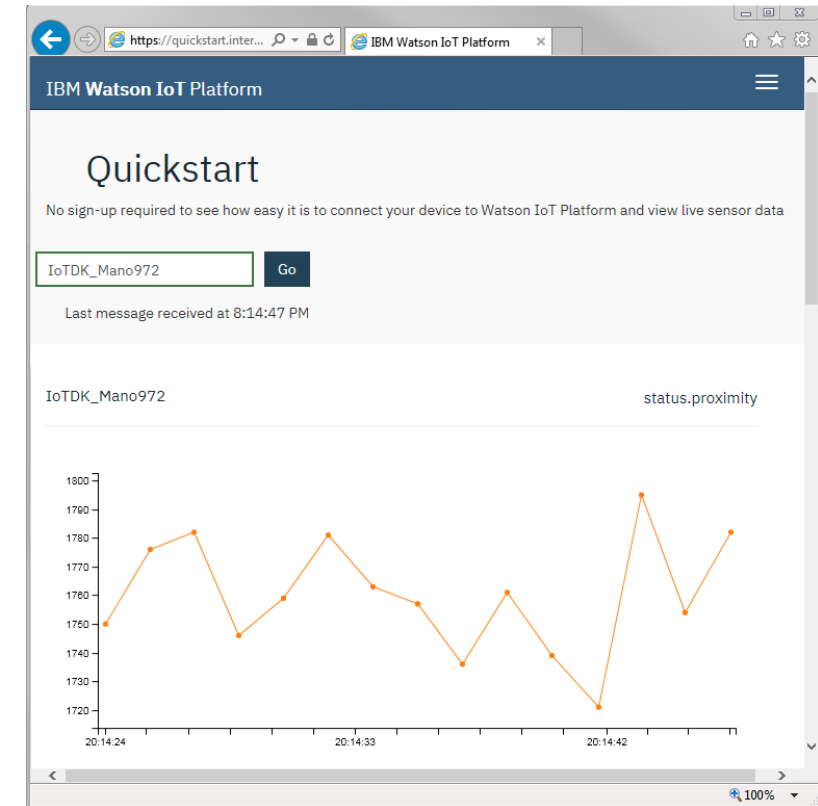 https://quickstart.inter...
IBM Watson IoT Platform
IBM Watson IoT Platform
Quickstart
No sign-up required to see how easy it is to connect your device to Watson IoT Platform and view live sensor data
IoTDK_Mano972
Go
Last message received at 8:14:47 PM
IoTDK_Mano972
status.proximity
1800
1790
1780
1770
1760
1750
1740
1730
1720
20:14:24
20:14:33
20:14:42
100%